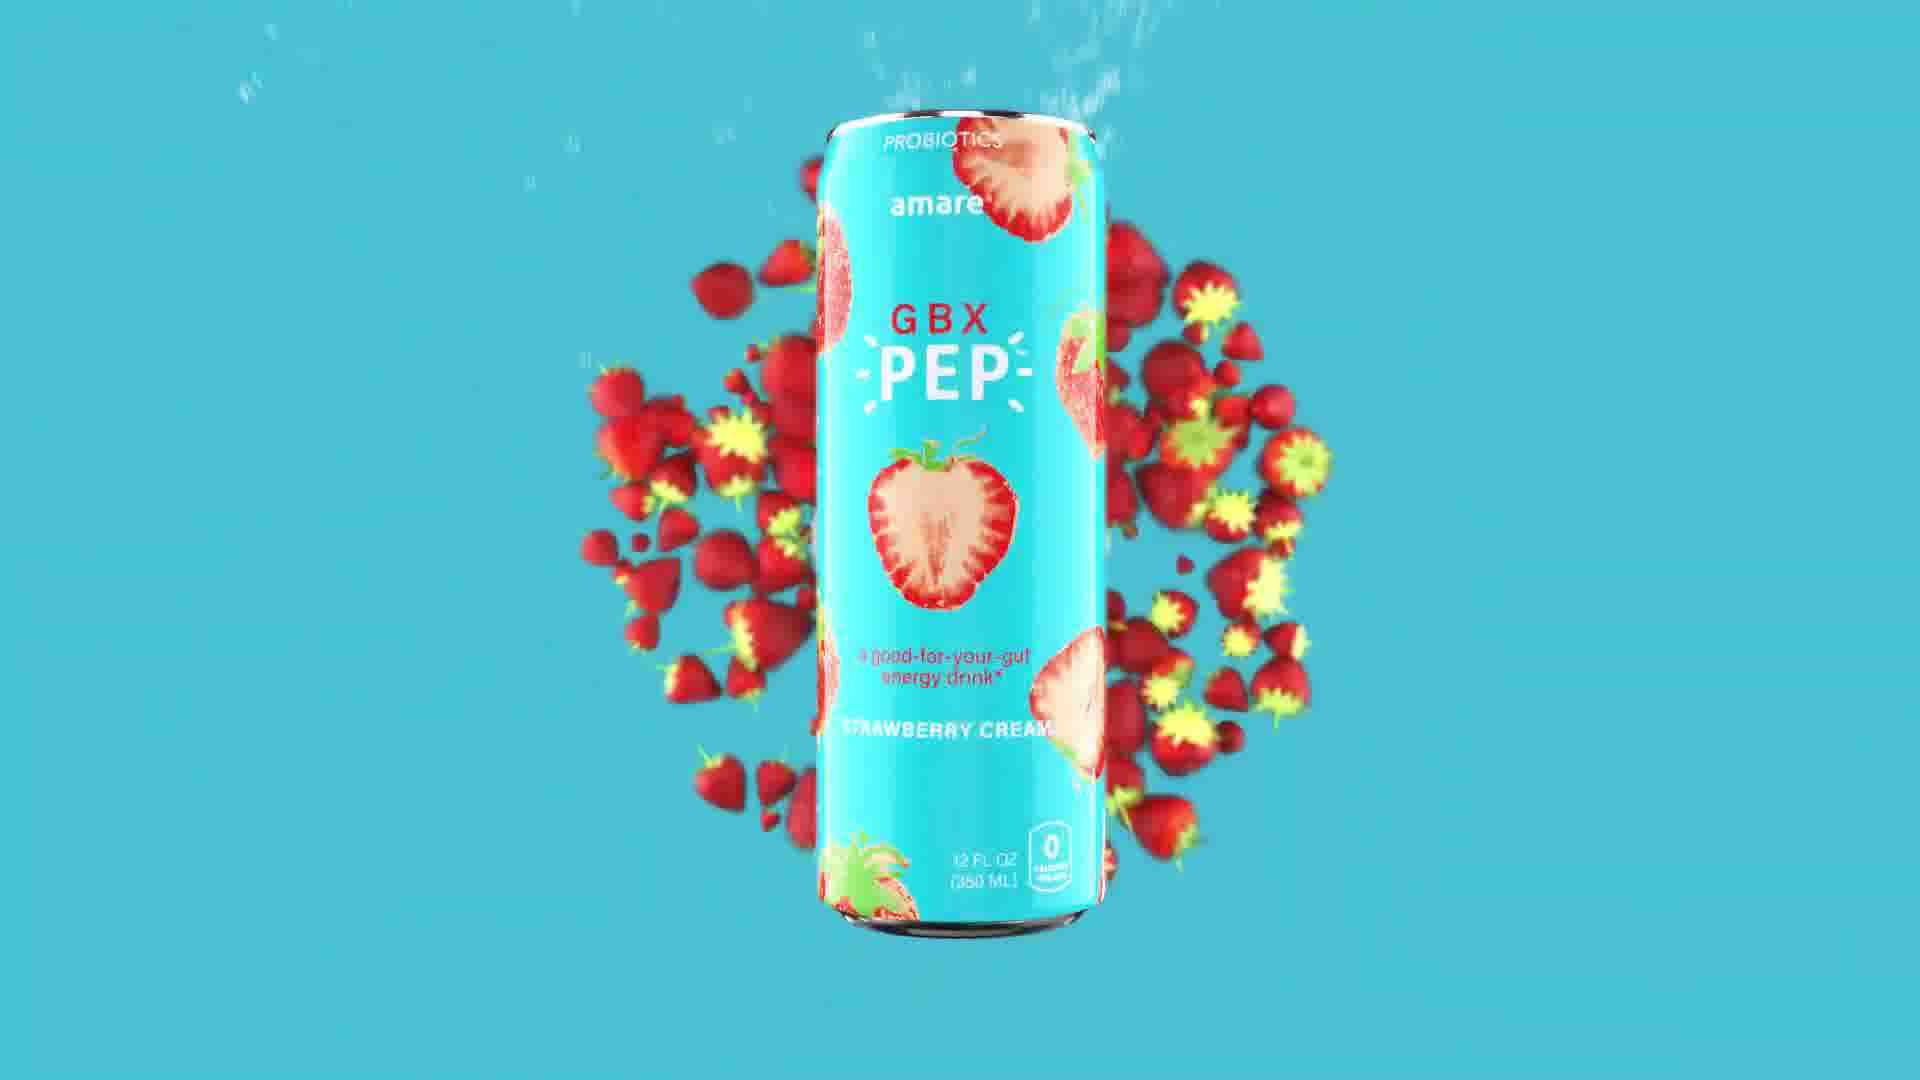 PROBIOTICS
amare
GBX
PEP
a good-for-your-gut
energy drink*
STRAWBERRY CREAM
12 FL OZ
(350 ML)
0